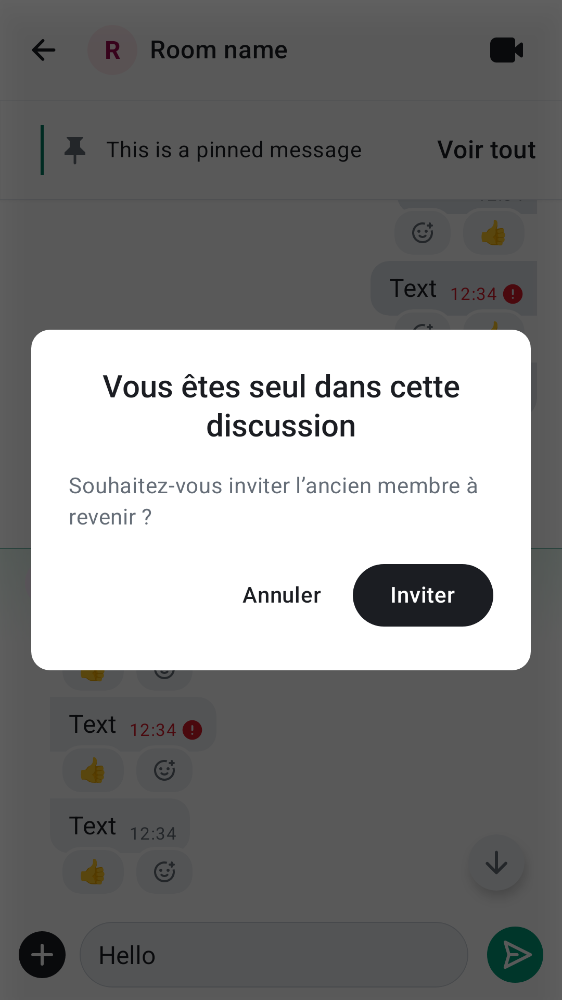 R Room name
This is a pinned message Voir tout
Text 12:34
Vous êtes seul dans cette
discussion
Souhaitez-vous inviter l’ancien membre à
revenir ?
Annuler Inviter
Text 12:34
Text 12:34
Hello